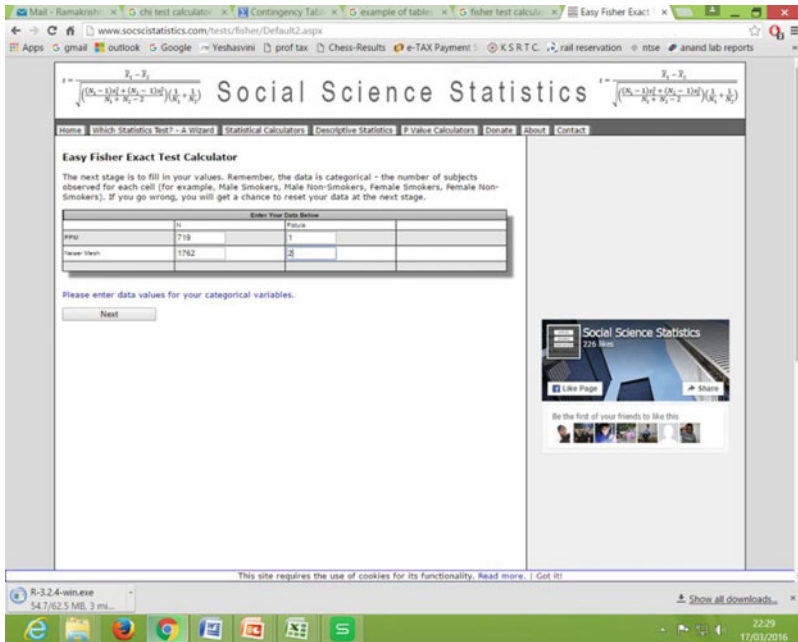 Mail - Ramakrishn
G chi test calculato
Contingency Tabl
G example of tables
G fisher test calcula
Easy Fisher Exact T
www.socscistatistics.com/tests/fisher/Default2.aspx
Apps G gmail outlook G Google Yeshasvini prof tax Chess-Results e-TAX Payment S K S R T C. rail reservation ntse anand lab reports
Social Science Statistics
Home Which Statistics Test? - A Wizard Statistical Calculators Descriptive Statistics P Value Calculators Donate About Contact
Easy Fisher Exact Test Calculator
The next stage is to fill in your values. Remember, the data is categorical - the number of subjects
observed for each cell (for example, Male Smokers, Male Non-Smokers, Female Smokers, Female Non-
Smokers). If you go wrong, you will get a chance to reset your data at the next stage.
Enter Your Data Below
N Fistula
PPM 719 1
Newer Mesh 1762 2
Please enter data values for your categorical variables.
Next
Social Science Statistics
226 likes
Like Page Share
Be the first of your friends to like this
This site requires the use of cookies for its functionality. Read more. | Got it!
R-3.2.4-win.exe
54.7/62.5 MB, 3 mi...
Show all downloads...
22:29
17/03/2016